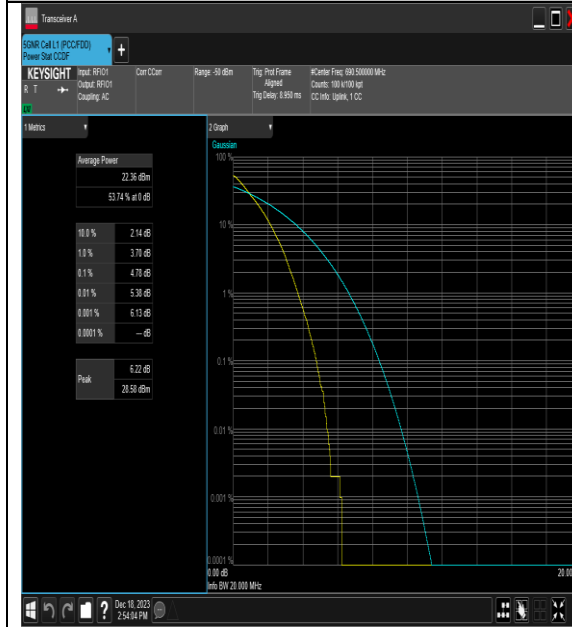 Transceiver A
5GNR Cell L1 (PCC/FDD)
Power Stat CCDF
+
KEYSIGHT
R T
Input: RFIO1
Output: RFIO1
Coupling: AC
Corr CCorr
Range: -50 dBm
Trig: Prot Frame
Aligned
Trig Delay: 8.950 ms
#Center Freq: 690.500000 MHz
Counts: 100 k/100 kpt
CC Info: Uplink, 1 CC
1 Metrics
Average Power
22.36 dBm
53.74 % at 0 dB
10.0 % 2.14 dB
1.0 % 3.70 dB
0.1 % 4.78 dB
0.01 % 5.38 dB
0.001 % 6.13 dB
0.0001 % --- dB
Peak
6.22 dB
28.58 dBm
2 Graph
Gaussian
100 %
10 %
1 %
0.1 %
0.01 %
0.001 %
0.0001 %
0.00 dB
20.00
Info BW 20.000 MHz
?
Dec 18, 2023
2:54:04 PM